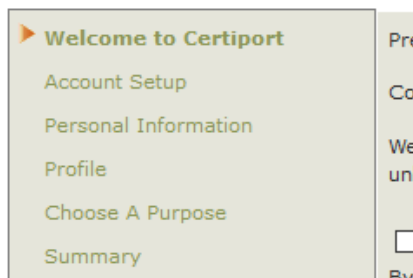 Welcome to Certiport
Account Setup
Personal Information
Profile
Choose A Purpose
Summary